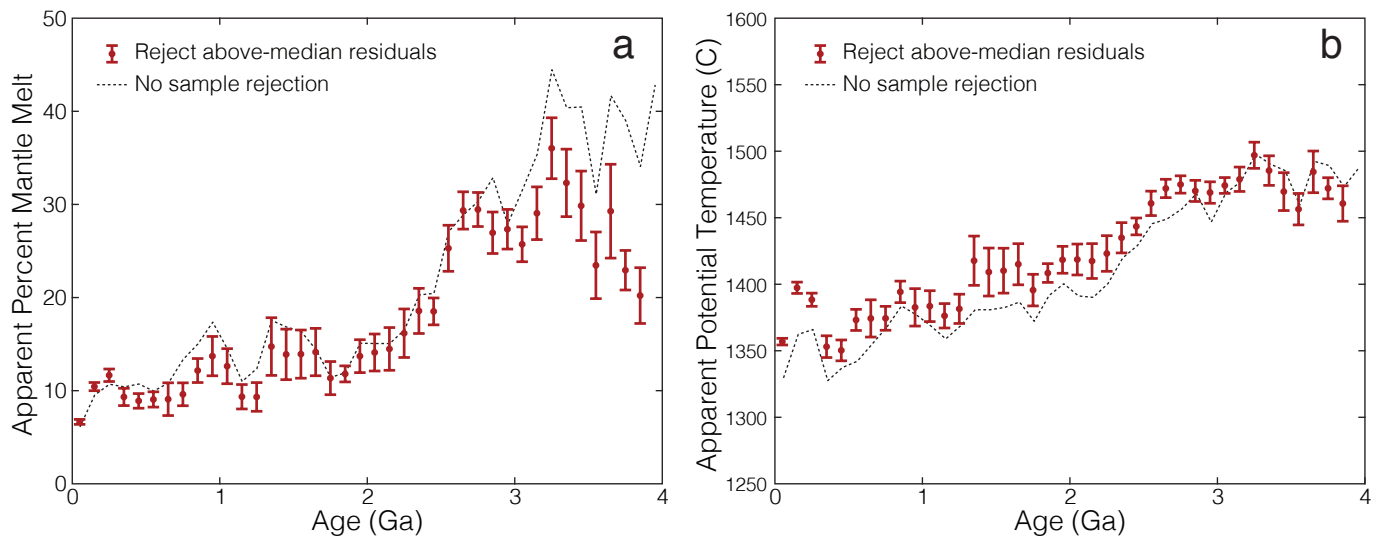 50
40
30
20
10
0
Apparent Percent Mantle Melt
Reject above-median residuals
No sample rejection
a
0 1 2 3 4
Age (Ga)
1600
1550
1500
1450
1400
1350
1300
1250
Apparent Potential Temperature (C)
Reject above-median residuals
No sample rejection
b
0 1 2 3 4
Age (Ga)